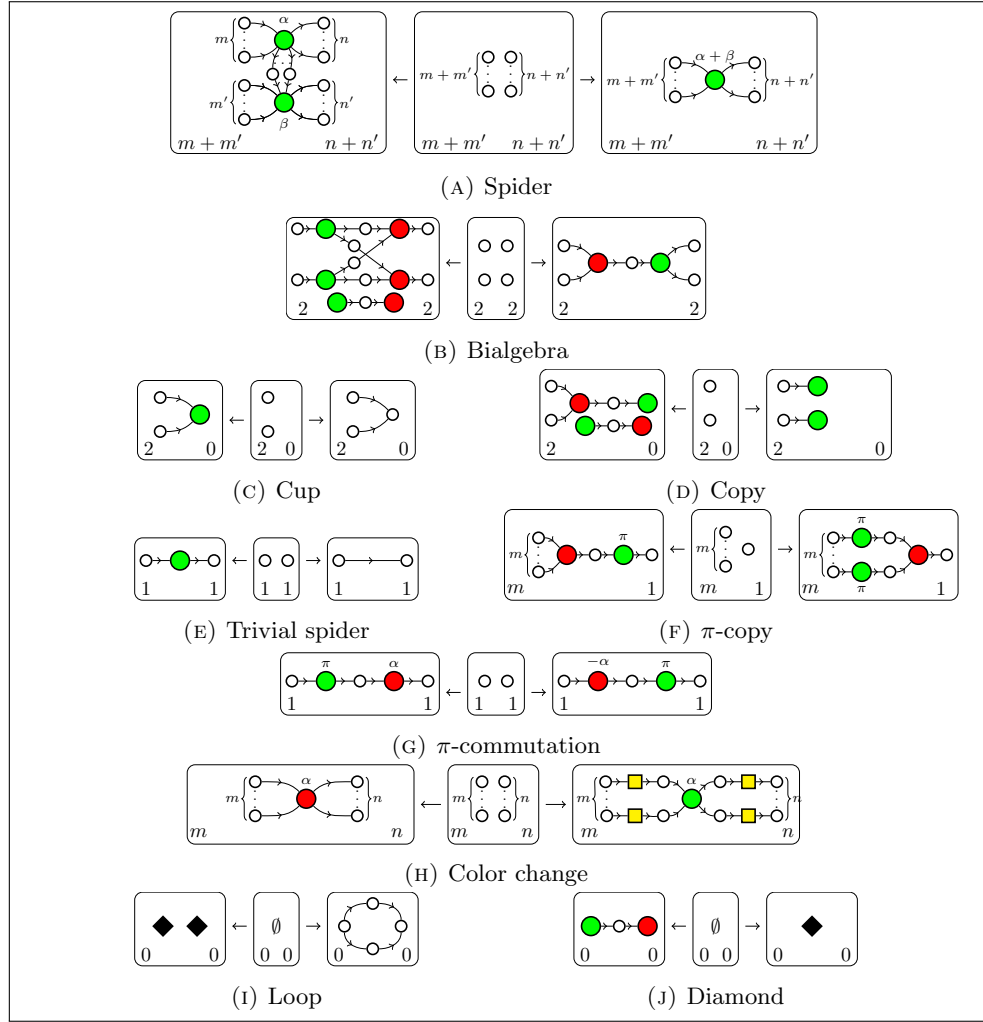 α
m n
m′ n′
β
m + m′ n + n′
←
m + m′ n + n′
m + m′ n + n′
→
α + β
m + m′ n + n′
m + m′ n + n′
(A) Spider
2 2 ← 2 2 → 2 2
(B) Bialgebra
2 0 ← 2 0 → 2 0
(C) Cup
2 0 ← 2 0 → 2 0
(D) Copy
1 1 ← 1 1 → 1 1
(E) Trivial spider
π
m
m 1
←
m
m 1
→
π
m
π
m 1
(F) π-copy
π α
1 1 ← 1 1 →
−α π
1 1
(G) π-commutation
α
m n
m n
←
m n
m n
→
α
m n
m n
(H) Color change
0 0 ← ∅ 0 0 → 0 0
(I) Loop
0 0 ← ∅ 0 0 → 0 0
(J) Diamond